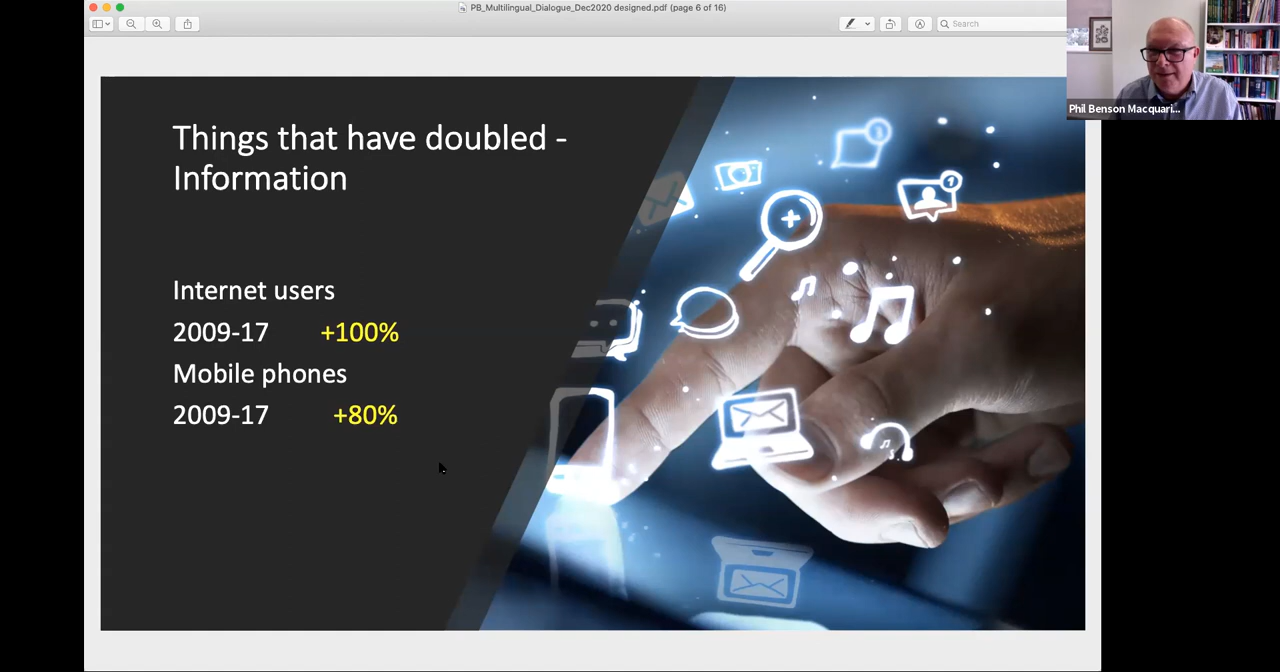 PB_Multilingual_Dialogue_Dec2020 designed.pdf (page 6 of 16)
Search
Phil Benson Macquari...
Things that have doubled -
Information
Internet users
2009-17 +100%
Mobile phones
2009-17 +80%